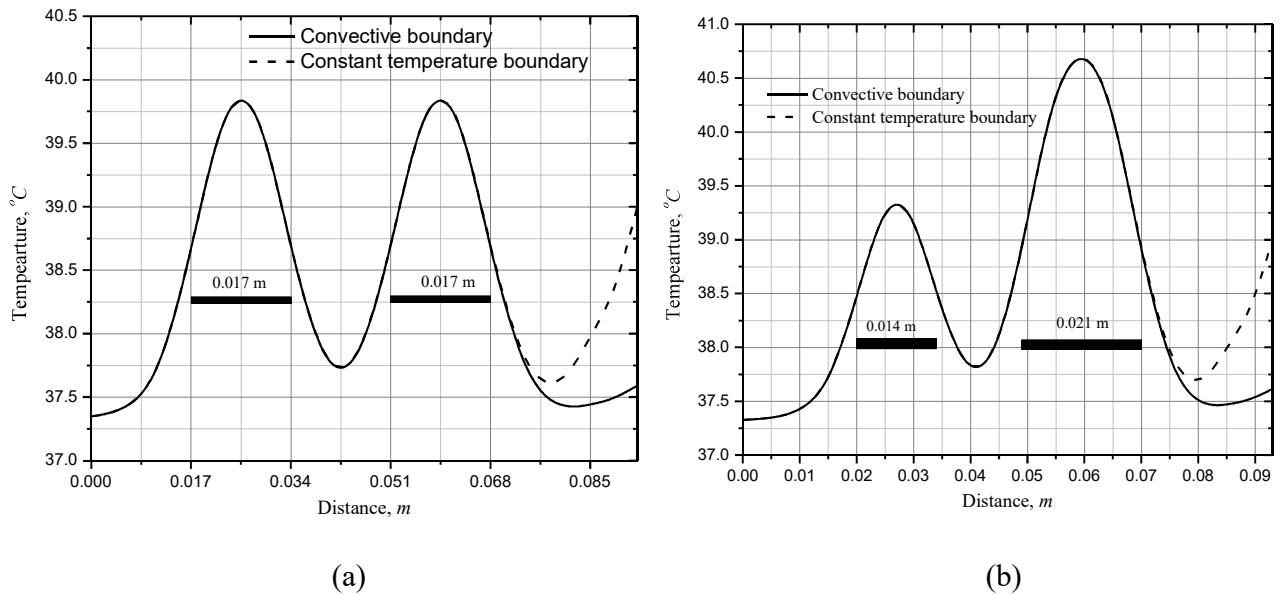 40.5
40.0
39.5
39.0
38.5
38.0
37.5
37.0
Tempearture, °C
Convective boundary
Constant temperature boundary
0.017 m
0.017 m
0.000 0.017 0.034 0.051 0.068 0.085
Distance, m
(a)
41.0
40.5
40.0
39.5
39.0
38.5
38.0
37.5
37.0
Tempearture, °C
Convective boundary
Constant temperature boundary
0.014 m
0.021 m
0.00 0.01 0.02 0.03 0.04 0.05 0.06 0.07 0.08 0.09
Distance, m
(b)